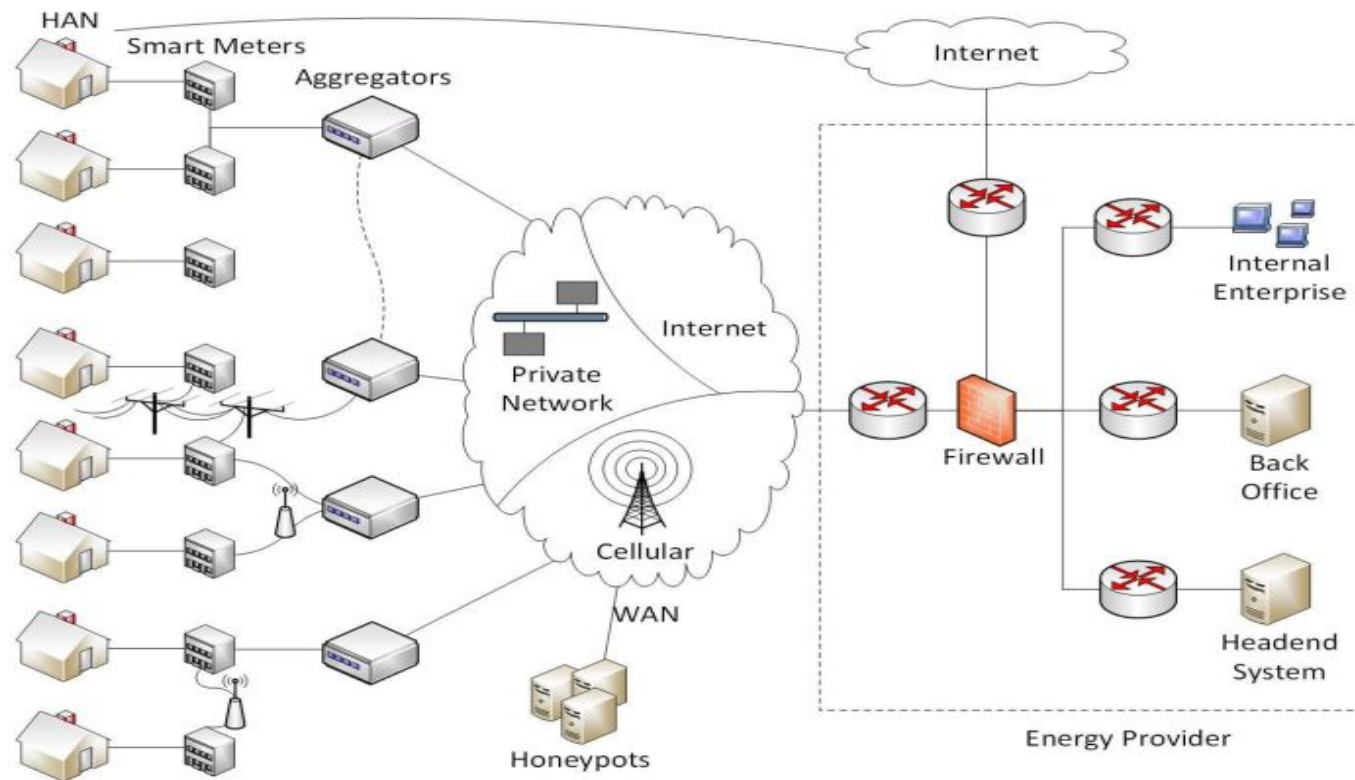 HAN
Smart Meters
Aggregators
Internet
Internal
Enterprise
Internet
Private
Network
Firewall
Back
Office
Cellular
WAN
Headend
System
Honeypots
Energy Provider